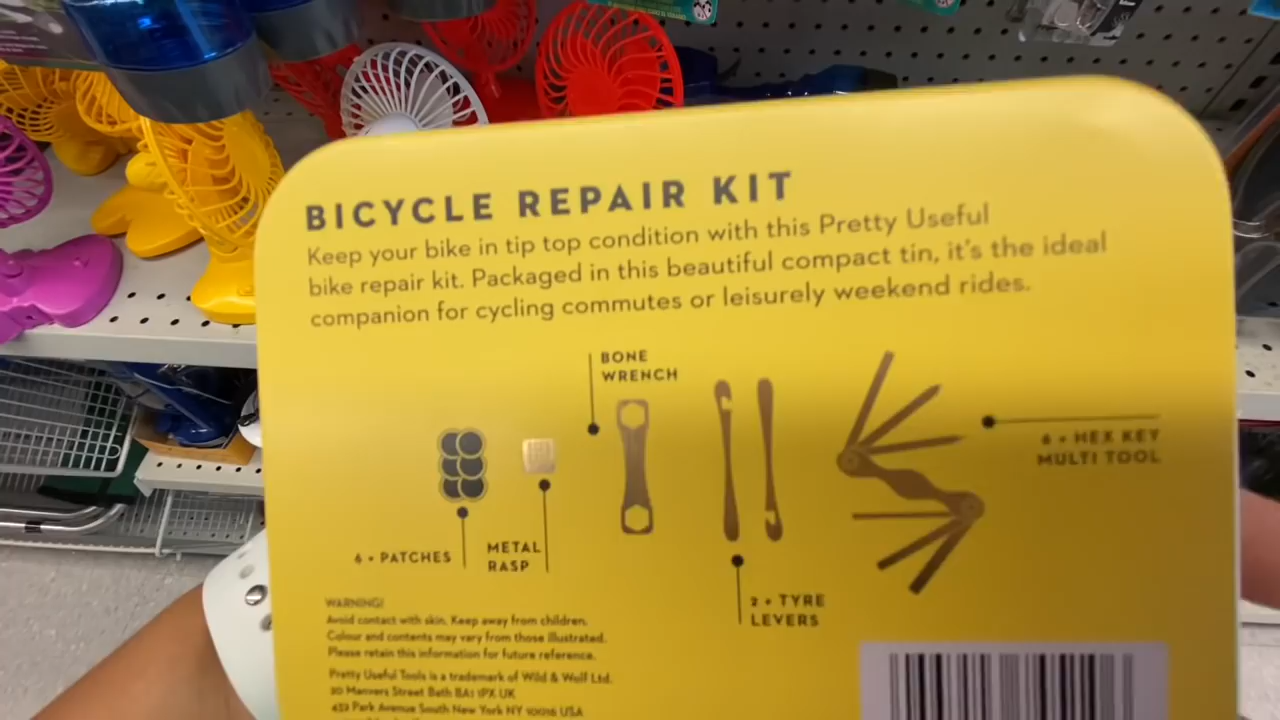 BICYCLE REPAIR KIT
Keep your bike in tip top condition with this Pretty Useful
bike repair kit. Packaged in this beautiful compact tin, it's the ideal
companion for cycling commutes or leisurely weekend rides.
BONE
WRENCH
6 × HEX KEY
MULTI TOOL
6 × PATCHES
METAL
RASP
2 × TYRE
LEVERS
WARNING!
Avoid contact with skin. Keep away from children.
Colour and contents may vary from those illustrated.
Please retain this information for future reference.
Pretty Useful Tools is a trademark of Wild & Wolf Ltd.
20 Manvers Street Bath BA1 1PX UK
432 Park Avenue South New York NY 10016 USA